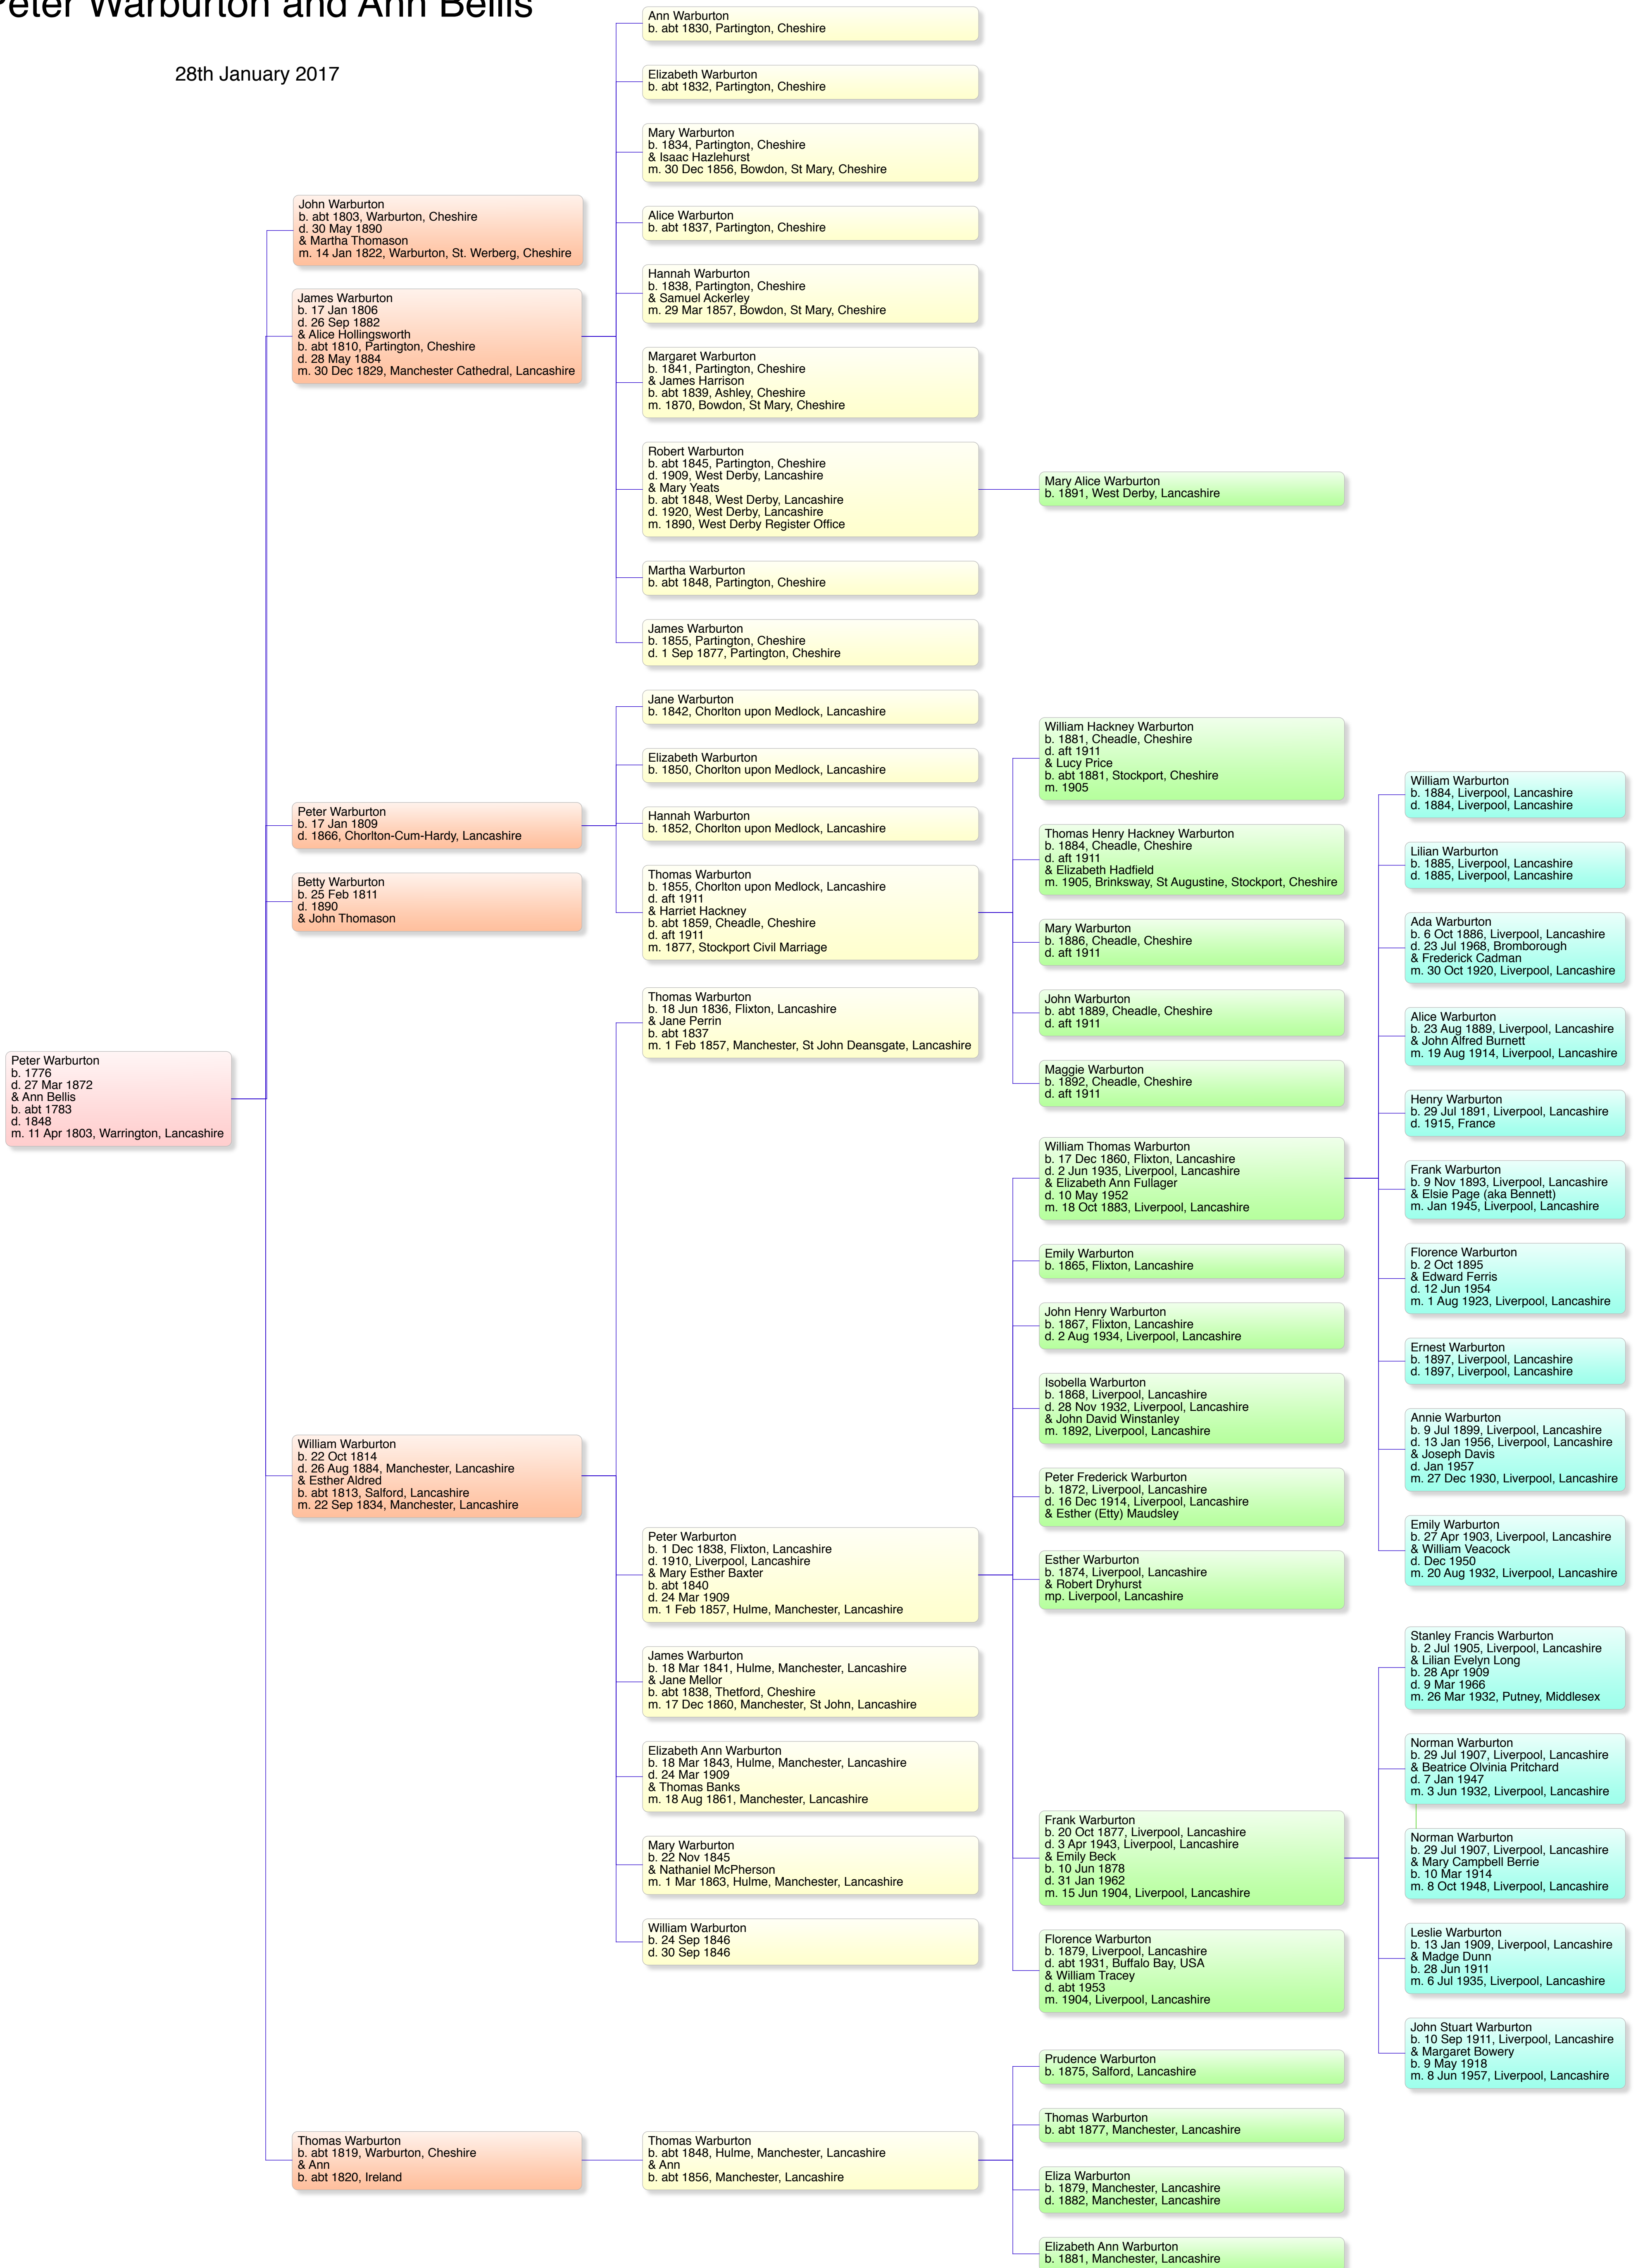 Peter Warburton and Ann Bellis
28th January 2017
Ann Warburton
b. abt 1830, Partington, Cheshire
Elizabeth Warburton
b. abt 1832, Partington, Cheshire
Mary Warburton
b. 1834, Partington, Cheshire
& Isaac Hazlehurst
m. 30 Dec 1856, Bowdon, St Mary, Cheshire
John Warburton
b. abt 1803, Warburton, Cheshire
d. 30 May 1890
& Martha Thomason
m. 14 Jan 1822, Warburton, St. Werberg, Cheshire
Alice Warburton
b. abt 1837, Partington, Cheshire
Hannah Warburton
b. 1838, Partington, Cheshire
& Samuel Ackerley
m. 29 Mar 1857, Bowdon, St Mary, Cheshire
James Warburton
b. 17 Jan 1806
d. 26 Sep 1882
& Alice Hollingsworth
b. abt 1810, Partington, Cheshire
d. 28 May 1884
m. 30 Dec 1829, Manchester Cathedral, Lancashire
Margaret Warburton
b. 1841, Partington, Cheshire
& James Harrison
b. abt 1839, Ashley, Cheshire
m. 1870, Bowdon, St Mary, Cheshire
Robert Warburton
b. abt 1845, Partington, Cheshire
d. 1909, West Derby, Lancashire
& Mary Yeats
b. abt 1848, West Derby, Lancashire
d. 1920, West Derby, Lancashire
m. 1890, West Derby Register Office
Mary Alice Warburton
b. 1891, West Derby, Lancashire
Martha Warburton
b. abt 1848, Partington, Cheshire
James Warburton
b. 1855, Partington, Cheshire
d. 1 Sep 1877, Partington, Cheshire
Jane Warburton
b. 1842, Chorlton upon Medlock, Lancashire
Elizabeth Warburton
b. 1850, Chorlton upon Medlock, Lancashire
Peter Warburton
b. 17 Jan 1809
d. 1866, Chorlton-Cum-Hardy, Lancashire
Hannah Warburton
b. 1852, Chorlton upon Medlock, Lancashire
Betty Warburton
b. 25 Feb 1811
d. 1890
& John Thomason
Thomas Warburton
b. 1855, Chorlton upon Medlock, Lancashire
d. aft 1911
& Harriet Hackney
b. abt 1859, Cheadle, Cheshire
d. aft 1911
m. 1877, Stockport Civil Marriage
William Hackney Warburton
b. 1881, Cheadle, Cheshire
d. aft 1911
& Lucy Price
b. abt 1881, Stockport, Cheshire
m. 1905
Thomas Henry Hackney Warburton
b. 1884, Cheadle, Cheshire
d. aft 1911
& Elizabeth Hadfield
m. 1905, Brinksway, St Augustine, Stockport, Cheshire
Mary Warburton
b. 1886, Cheadle, Cheshire
d. aft 1911
John Warburton
b. abt 1889, Cheadle, Cheshire
d. aft 1911
Maggie Warburton
b. 1892, Cheadle, Cheshire
d. aft 1911
Peter Warburton
b. 1776
d. 27 Mar 1872
& Ann Bellis
b. abt 1783
d. 1848
m. 11 Apr 1803, Warrington, Lancashire
Thomas Warburton
b. 18 Jun 1836, Flixton, Lancashire
& Jane Perrin
b. abt 1837
m. 1 Feb 1857, Manchester, St John Deansgate, Lancashire
William Thomas Warburton
b. 17 Dec 1860, Flixton, Lancashire
d. 2 Jun 1935, Liverpool, Lancashire
& Elizabeth Ann Fullager
d. 10 May 1952
m. 18 Oct 1883, Liverpool, Lancashire
William Warburton
b. 1884, Liverpool, Lancashire
d. 1884, Liverpool, Lancashire
Lilian Warburton
b. 1885, Liverpool, Lancashire
d. 1885, Liverpool, Lancashire
Ada Warburton
b. 6 Oct 1886, Liverpool, Lancashire
d. 23 Jul 1968, Bromborough
& Frederick Cadman
m. 30 Oct 1920, Liverpool, Lancashire
Alice Warburton
b. 23 Aug 1889, Liverpool, Lancashire
& John Alfred Burnett
m. 19 Aug 1914, Liverpool, Lancashire
Henry Warburton
b. 29 Jul 1891, Liverpool, Lancashire
d. 1915, France
Frank Warburton
b. 9 Nov 1893, Liverpool, Lancashire
& Elsie Page (aka Bennett)
m. Jan 1945, Liverpool, Lancashire
Florence Warburton
b. 2 Oct 1895
& Edward Ferris
d. 12 Jun 1954
m. 1 Aug 1923, Liverpool, Lancashire
Ernest Warburton
b. 1897, Liverpool, Lancashire
d. 1897, Liverpool, Lancashire
Annie Warburton
b. 9 Jul 1899, Liverpool, Lancashire
d. 13 Jan 1956, Liverpool, Lancashire
& Joseph Davis
d. Jan 1957
m. 27 Dec 1930, Liverpool, Lancashire
Emily Warburton
b. 27 Apr 1903, Liverpool, Lancashire
& William Veacock
d. Dec 1950
m. 20 Aug 1932, Liverpool, Lancashire
Emily Warburton
b. 1865, Flixton, Lancashire
John Henry Warburton
b. 1867, Flixton, Lancashire
d. 2 Aug 1934, Liverpool, Lancashire
Isobella Warburton
b. 1868, Liverpool, Lancashire
d. 28 Nov 1932, Liverpool, Lancashire
& John David Winstanley
m. 1892, Liverpool, Lancashire
Peter Frederick Warburton
b. 1872, Liverpool, Lancashire
d. 16 Dec 1914, Liverpool, Lancashire
& Esther (Etty) Maudsley
Esther Warburton
b. 1874, Liverpool, Lancashire
& Robert Dryhurst
mp. Liverpool, Lancashire
William Warburton
b. 22 Oct 1814
d. 26 Aug 1884, Manchester, Lancashire
& Esther Aldred
b. abt 1813, Salford, Lancashire
m. 22 Sep 1834, Manchester, Lancashire
Peter Warburton
b. 1 Dec 1838, Flixton, Lancashire
d. 1910, Liverpool, Lancashire
& Mary Esther Baxter
b. abt 1840
d. 24 Mar 1909
m. 1 Feb 1857, Hulme, Manchester, Lancashire
James Warburton
b. 18 Mar 1841, Hulme, Manchester, Lancashire
& Jane Mellor
b. abt 1838, Thetford, Cheshire
m. 17 Dec 1860, Manchester, St John, Lancashire
Elizabeth Ann Warburton
b. 18 Mar 1843, Hulme, Manchester, Lancashire
d. 24 Mar 1909
& Thomas Banks
m. 18 Aug 1861, Manchester, Lancashire
Mary Warburton
b. 22 Nov 1845
& Nathaniel McPherson
m. 1 Mar 1863, Hulme, Manchester, Lancashire
William Warburton
b. 24 Sep 1846
d. 30 Sep 1846
Frank Warburton
b. 20 Oct 1877, Liverpool, Lancashire
d. 3 Apr 1943, Liverpool, Lancashire
& Emily Beck
b. 10 Jun 1878
d. 31 Jan 1962
m. 15 Jun 1904, Liverpool, Lancashire
Florence Warburton
b. 1879, Liverpool, Lancashire
d. abt 1931, Buffalo Bay, USA
& William Tracey
d. abt 1953
m. 1904, Liverpool, Lancashire
Stanley Francis Warburton
b. 2 Jul 1905, Liverpool, Lancashire
& Lilian Evelyn Long
b. 28 Apr 1909
d. 9 Mar 1966
m. 26 Mar 1932, Putney, Middlesex
Norman Warburton
b. 29 Jul 1907, Liverpool, Lancashire
& Beatrice Olvinia Pritchard
d. 7 Jan 1947
m. 3 Jun 1932, Liverpool, Lancashire
Norman Warburton
b. 29 Jul 1907, Liverpool, Lancashire
& Mary Campbell Berrie
b. 10 Mar 1914
m. 8 Oct 1948, Liverpool, Lancashire
Leslie Warburton
b. 13 Jan 1909, Liverpool, Lancashire
& Madge Dunn
b. 28 Jun 1911
m. 6 Jul 1935, Liverpool, Lancashire
John Stuart Warburton
b. 10 Sep 1911, Liverpool, Lancashire
& Margaret Bowery
b. 9 May 1918
m. 8 Jun 1957, Liverpool, Lancashire
Thomas Warburton
b. abt 1819, Warburton, Cheshire
& Ann
b. abt 1820, Ireland
Thomas Warburton
b. abt 1848, Hulme, Manchester, Lancashire
& Ann
b. abt 1856, Manchester, Lancashire
Prudence Warburton
b. 1875, Salford, Lancashire
Thomas Warburton
b. abt 1877, Manchester, Lancashire
Eliza Warburton
b. 1879, Manchester, Lancashire
d. 1882, Manchester, Lancashire
Elizabeth Ann Warburton
b. 1881, Manchester, Lancashire